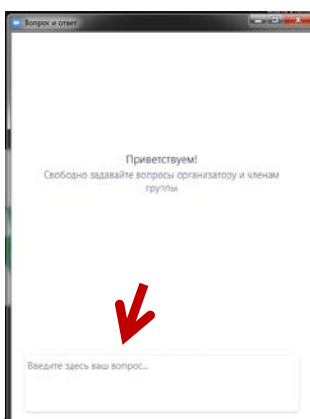 Вопрос и ответ
Приветствуем!
Свободно задавайте вопросы организатору и членам
группы
Введите здесь ваш вопрос...